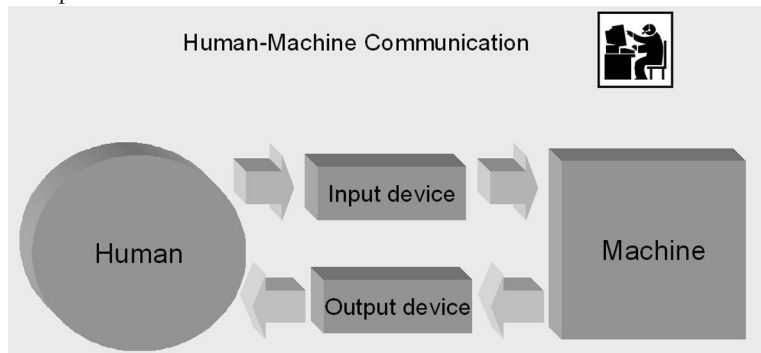 Human-Machine Communication
Input device
Human
Machine
Output device